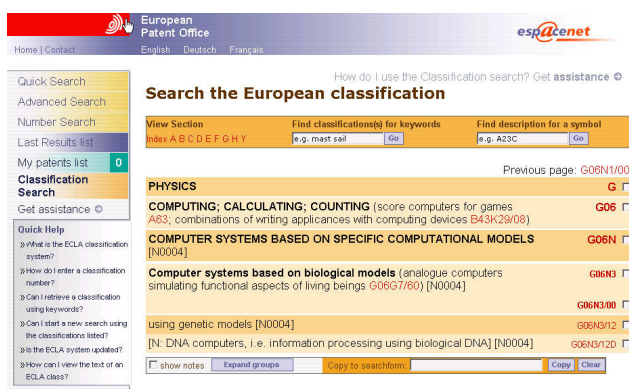 European
Patent Office
espacenet
Home | Contact
English Deutsch Français
How do I use the Classification search? Get assistance
Quick Search
Advanced Search
Number Search
Last Results list
My patents list 0
Classification
Search
Get assistance
Quick Help
» What is the ECLA classification
system?
» How do I enter a classification
number?
» Can I retrieve a classification
using keywords?
» Can I start a new search using
the classifications listed?
» Is the ECLA system updated?
» How can I view the text of an
ECLA class?
Search the European classification
View Section
Index A B C D E F G H Y
Find classifications(s) for keywords
e.g. mast sail Go
Find description for a symbol
e.g. A23C Go
Previous page: G06N1/00
PHYSICS G
COMPUTING; CALCULATING; COUNTING (score computers for games G06
A63; combinations of writing applicances with computing devices B43K29/08)
COMPUTER SYSTEMS BASED ON SPECIFIC COMPUTATIONAL MODELS G06N
[N0004]
Computer systems based on biological models (analogue computers G06N3
simulating functional aspects of living beings G06G7/60) [N0004]
G06N3/00
using genetic models [N0004] G06N3/12
[N: DNA computers, i.e. information processing using biological DNA] [N0004] G06N3/12D
show notes Expand groups Copy to searchform: Copy Clear